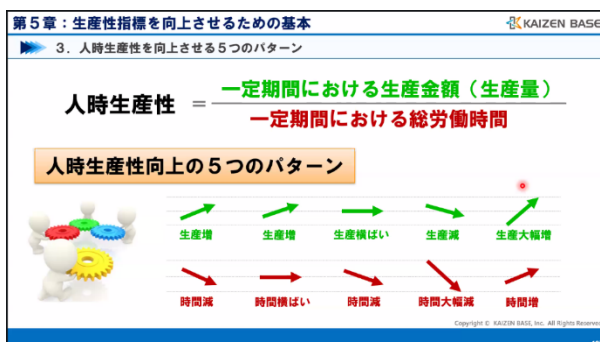 第5章:生産性指標を向上させるための基本
KAIZEN BASE
3.人時生産性を向上させる5つのパターン
人時生産性 = 一定期間における生産金額(生産量)
一定期間における総労働時間
人時生産性向上の5つのパターン
生産増 生産増 生産横ばい 生産減 生産大幅増
時間減 時間横ばい 時間減 時間大幅減 時間増
Copyright © KAIZEN BASE, Inc. All Rights Reserved